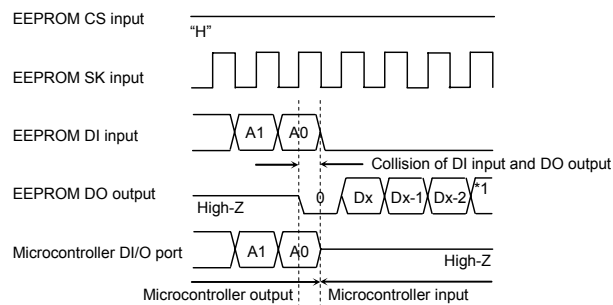 EEPROM CS input
“H”
EEPROM SK input
EEPROM DI input
A1 A0
Collision of DI input and DO output
EEPROM DO output
High-Z
0 Dx Dx-1 Dx-2 *1
Microcontroller DI/O port
A1 A0
High-Z
Microcontroller output Microcontroller input